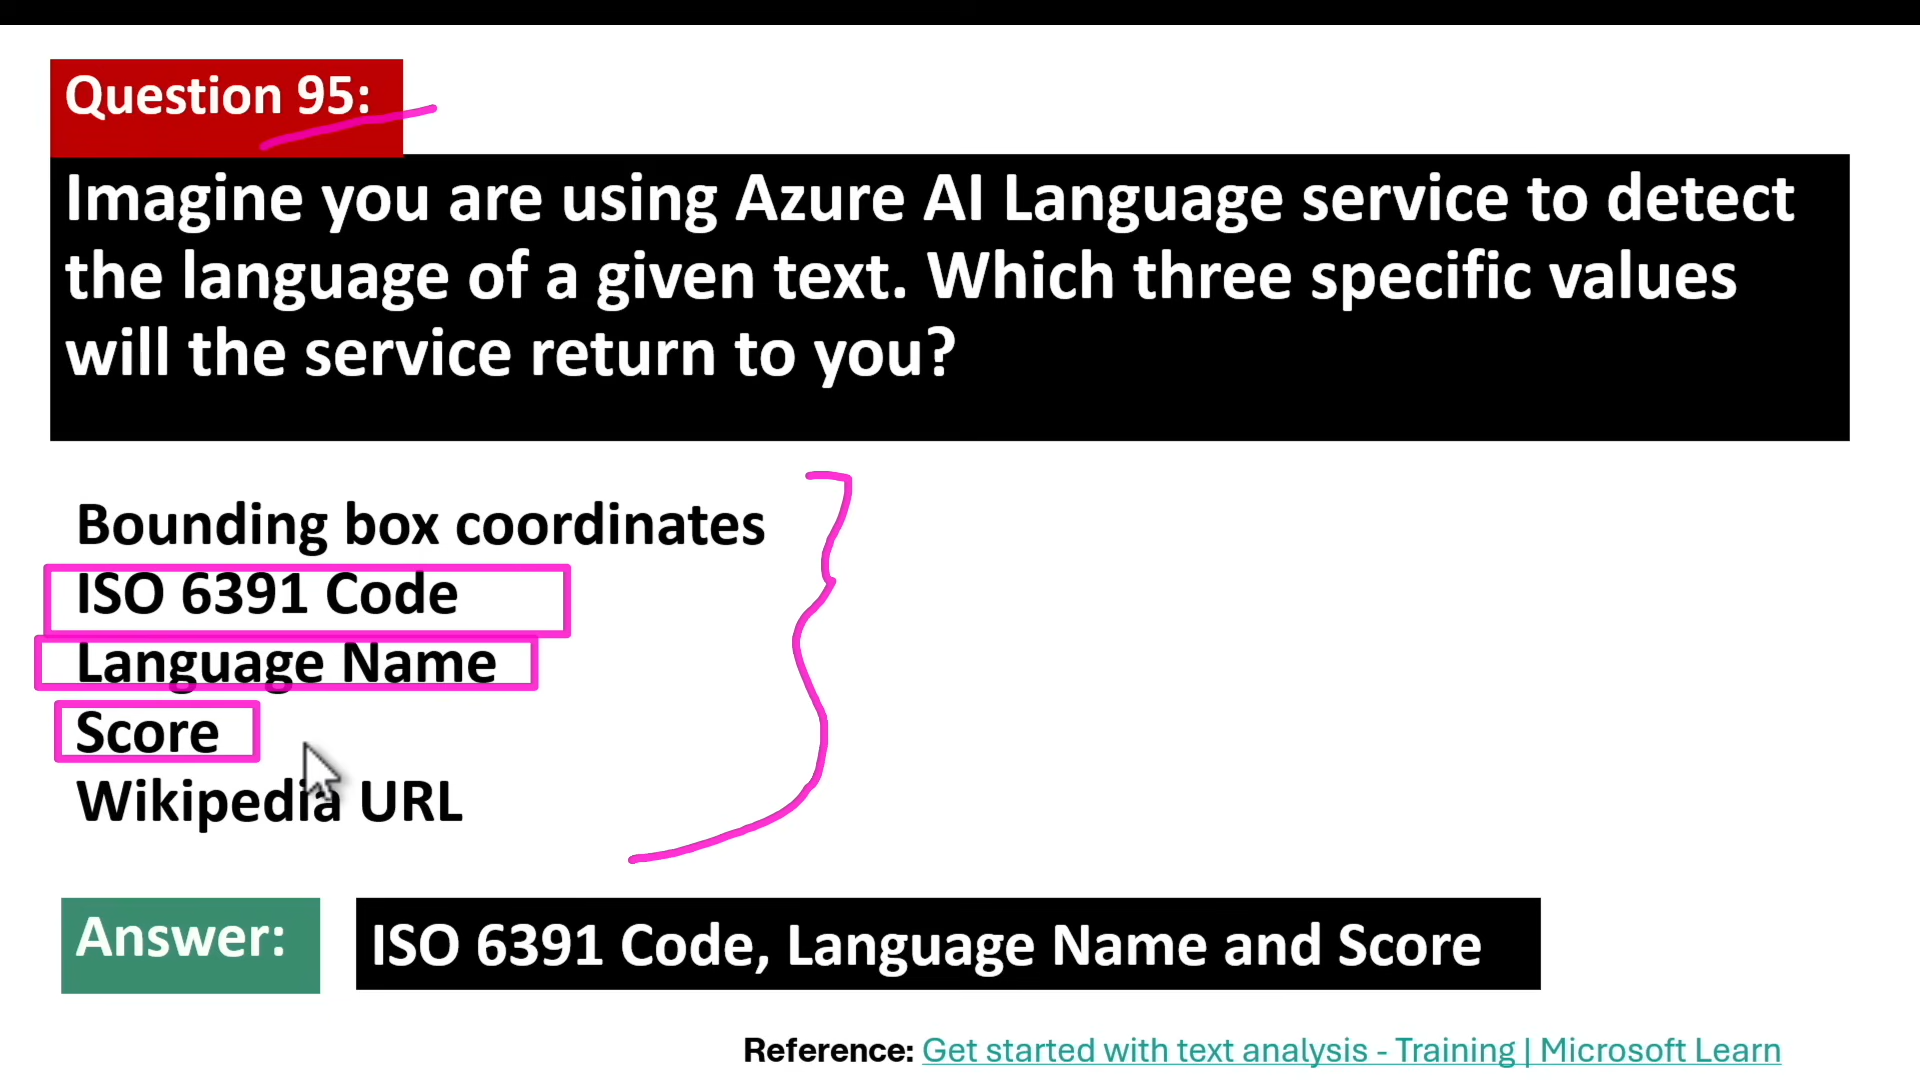 Question 95:
Imagine you are using Azure AI Language service to detect
the language of a given text. Which three specific values
will the service return to you?
Bounding box coordinates
ISO 6391 Code
Language Name
Score
Wikipedia URL
Answer:
ISO 6391 Code, Language Name and Score
Reference: Get started with text analysis - Training | Microsoft Learn